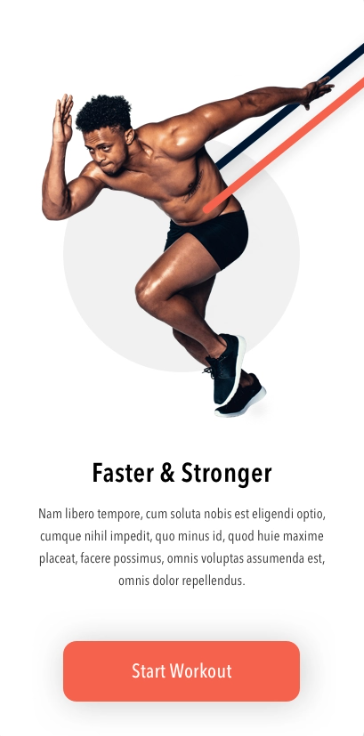 Faster & Stronger
Nam libero tempore, cum soluta nobis est eligendi optio,
cumque nihil impedit, quo minus id, quod huie maxime
placeat, facere possimus, omnis voluptas assumenda est,
omnis dolor repellendus.
Start Workout